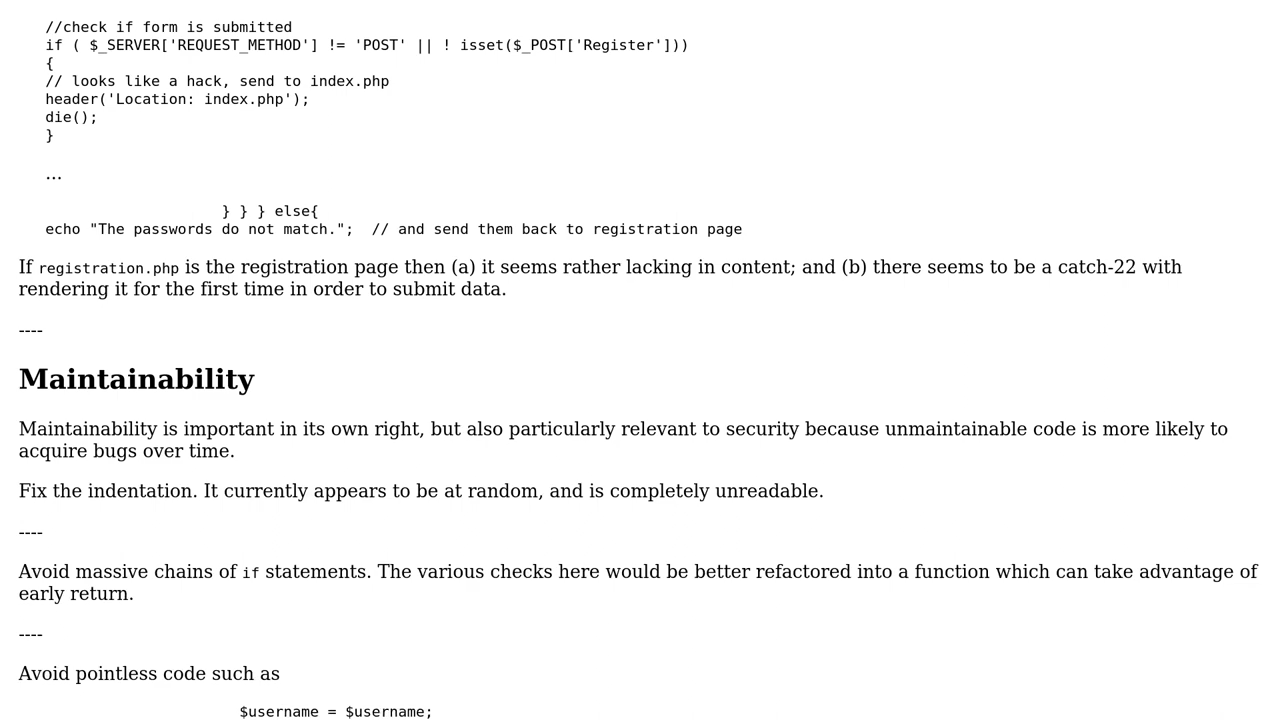 //check if form is submitted
if ( $_SERVER['REQUEST_METHOD'] != 'POST' || ! isset($_POST['Register']))
{
// looks like a hack, send to index.php
header('Location: index.php');
die();
}
...
} } } else{
echo "The passwords do not match.";  // and send them back to registration page
If registration.php is the registration page then (a) it seems rather lacking in content; and (b) there seems to be a catch-22 with
rendering it for the first time in order to submit data.
----
Maintainability
Maintainability is important in its own right, but also particularly relevant to security because unmaintainable code is more likely to
acquire bugs over time.
Fix the indentation. It currently appears to be at random, and is completely unreadable.
----
Avoid massive chains of if statements. The various checks here would be better refactored into a function which can take advantage of
early return.
----
Avoid pointless code such as
$username = $username;